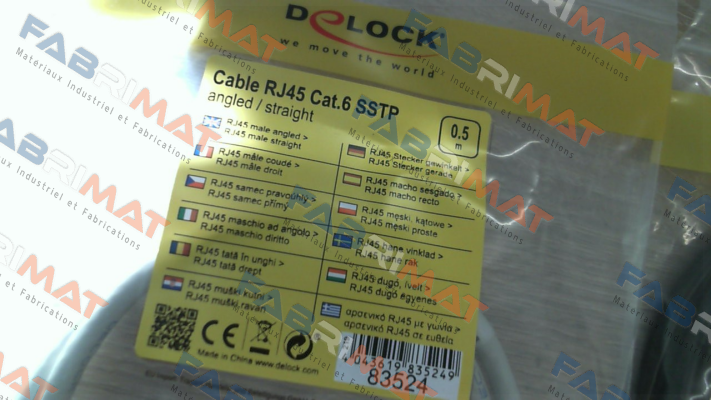 DeLOCK
we move the world
Cable RJ45 Cat.6 SSTP
angled / straight
0.5
m
RJ45 male angled >
RJ45 male straight
RJ45 Stecker gewinkelt >
RJ45 Stecker gerade
RJ45 mâle coudé >
RJ45 mâle droit
RJ45 macho sesgado >
RJ45 macho recto
RJ45 samec pravoúhlý >
RJ45 samec přímý
RJ45 męski, kątowe >
RJ45 męski proste
RJ45 maschio ad angolo >
RJ45 maschio diritto
RJ45 hane vinklad >
RJ45 hane rak
RJ45 tată în unghi >
RJ45 tată drept
RJ45 dugó, ívelt >
RJ45 dugó egyenes
RJ45 muški kutni >
RJ45 muški ravan
αρσενικό RJ45 με γωνία >
αρσενικό RJ45 σε ευθεία
CE
Made in China www.delock.com
4 043619 835249
83524
FABRIMAT
Materiaux Industriel et Fabrications